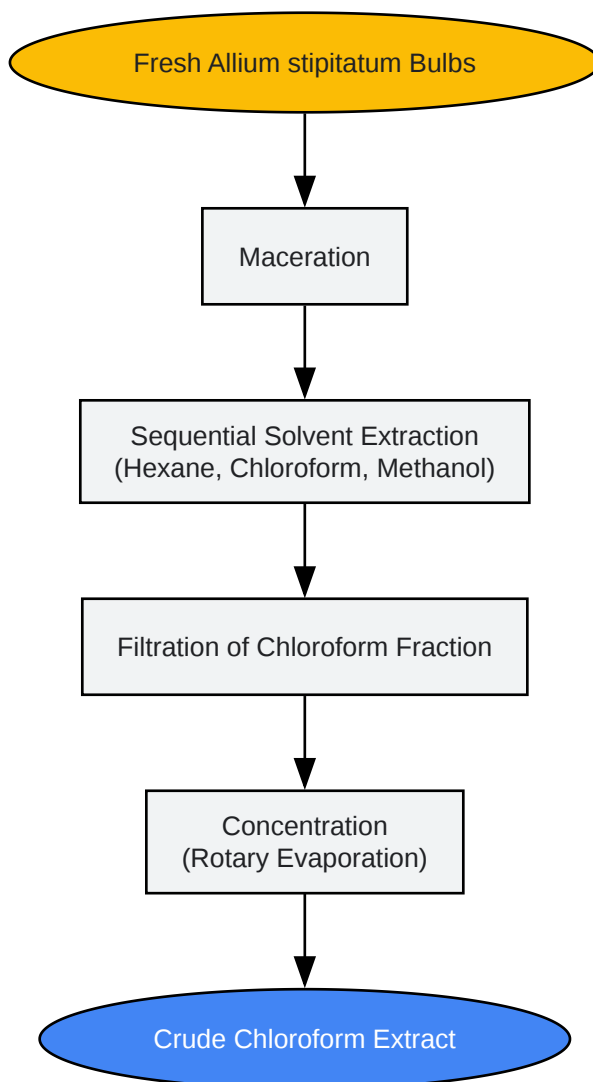 Fresh Allium stipitatum Bulbs
Maceration
Sequential Solvent Extraction
(Hexane, Chloroform, Methanol)
Filtration of Chloroform Fraction
Concentration
(Rotary Evaporation)
Crude Chloroform Extract